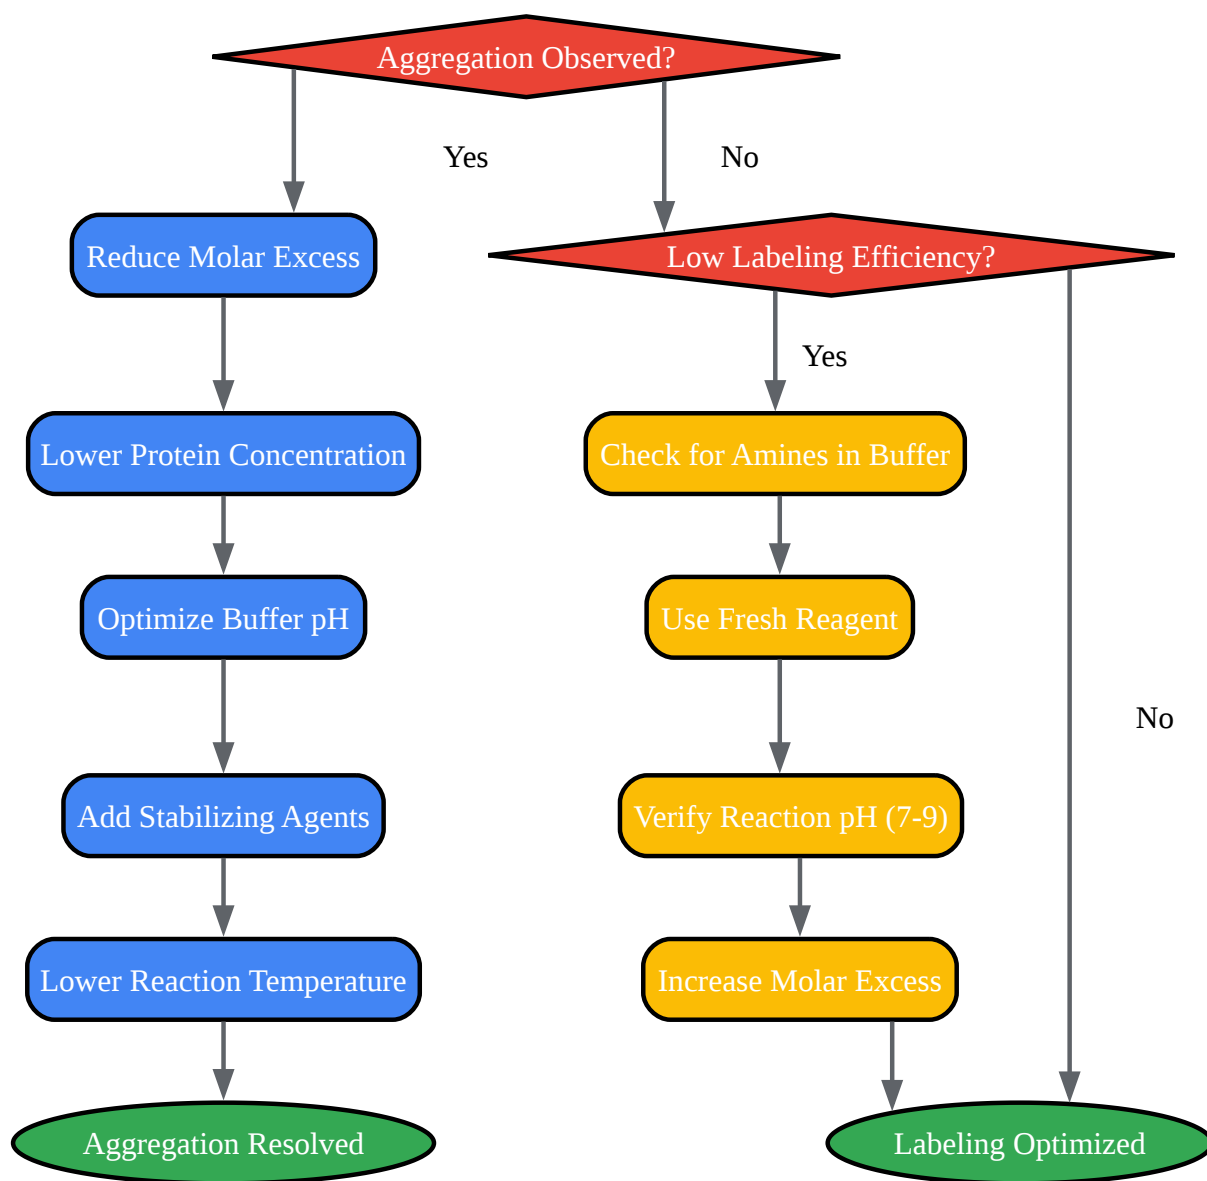 Aggregation Observed?
Yes
No
Reduce Molar Excess
Low Labeling Efficiency?
Yes
Lower Protein Concentration
Check for Amines in Buffer
Optimize Buffer pH
Use Fresh Reagent
No
Add Stabilizing Agents
Verify Reaction pH (7-9)
Lower Reaction Temperature
Increase Molar Excess
Aggregation Resolved
Labeling Optimized